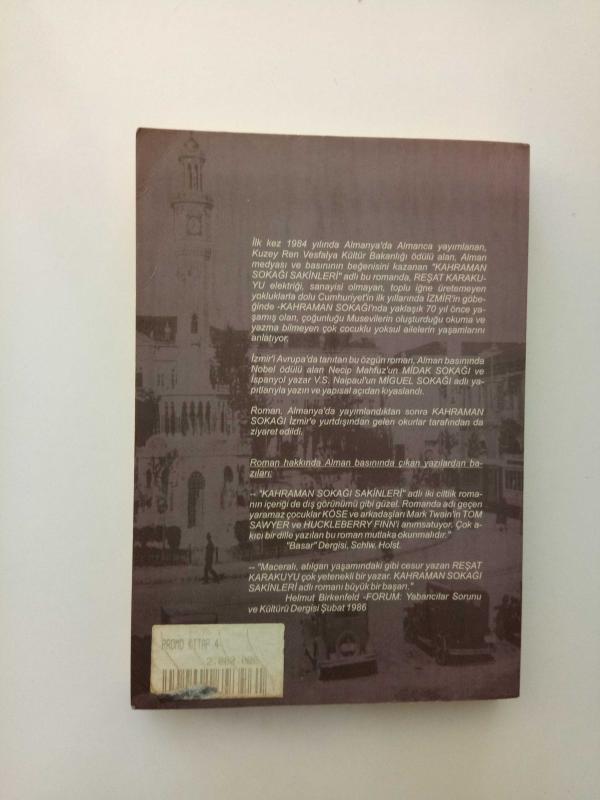 İlk kez 1984 yılında Almanya'da Almanca yayımlanan,
Kuzey Ren Vesfalya Kültür Bakanlığı ödülü alan, Alman
medyası ve basınının beğenisini kazanan "KAHRAMAN
SOKAĞI SAKİNLERİ" adlı bu romanda, REŞAT KARAKU-
YU elektriği, sanayisi olmayan, toplu iğne üretemeyen
yokluklarla dolu Cumhuriyet'in ilk yıllarında İZMİR'in göbe-
ğinde -KAHRAMAN SOKAĞI'nda yaklaşık 70 yıl önce ya-
şamış olan, çoğunluğu Musevilerin oluşturduğu okuma ve
yazma bilmeyen çok çocuklu yoksul ailelerin yaşamlarını
anlatıyor.
İzmir'i Avrupa'da tanıtan bu özgün roman, Alman basınında
Nobel ödülü alan Necip Mahfuz'un MİDAK SOKAĞI ve
İspanyol yazar V.S. Naipaul'un MİGUEL SOKAĞI adlı ya-
pıtlarıyla yazın ve yapısal açıdan kıyaslandı.
Roman, Almanya'da yayımlandıktan sonra KAHRAMAN
SOKAĞI İzmir'e yurtdışından gelen okurlar tarafından da
ziyaret edildi.
Roman hakkında Alman basınında çıkan yazılardan ba-
zıları:
-- "KAHRAMAN SOKAĞI SAKİNLERİ" adlı iki ciltlik roma-
nın içeriği de dış görünümü gibi güzel. Romanda adı geçen
yaramaz çocuklar KÖSE ve arkadaşları Mark Twain'in TOM
SAWYER ve HUCKLEBERRY FINN'i anımsatıyor. Çok a-
kıcı bir dille yazılan bu roman mutlaka okunmalıdır."
"Basar" Dergisi, Schlw. Holst.
-- "Maceralı, atılgan yaşamındaki gibi cesur yazan REŞAT
KARAKUYU çok yetenekli bir yazar. KAHRAMAN SOKAĞI
SAKİNLERİ adlı romanı büyük bir başarı."
Helmut Birkenfeld -FORUM: Yabancılar Sorunu
ve Kültürü Dergisi Şubat 1986
PROMO KITAP 4
2.002.000